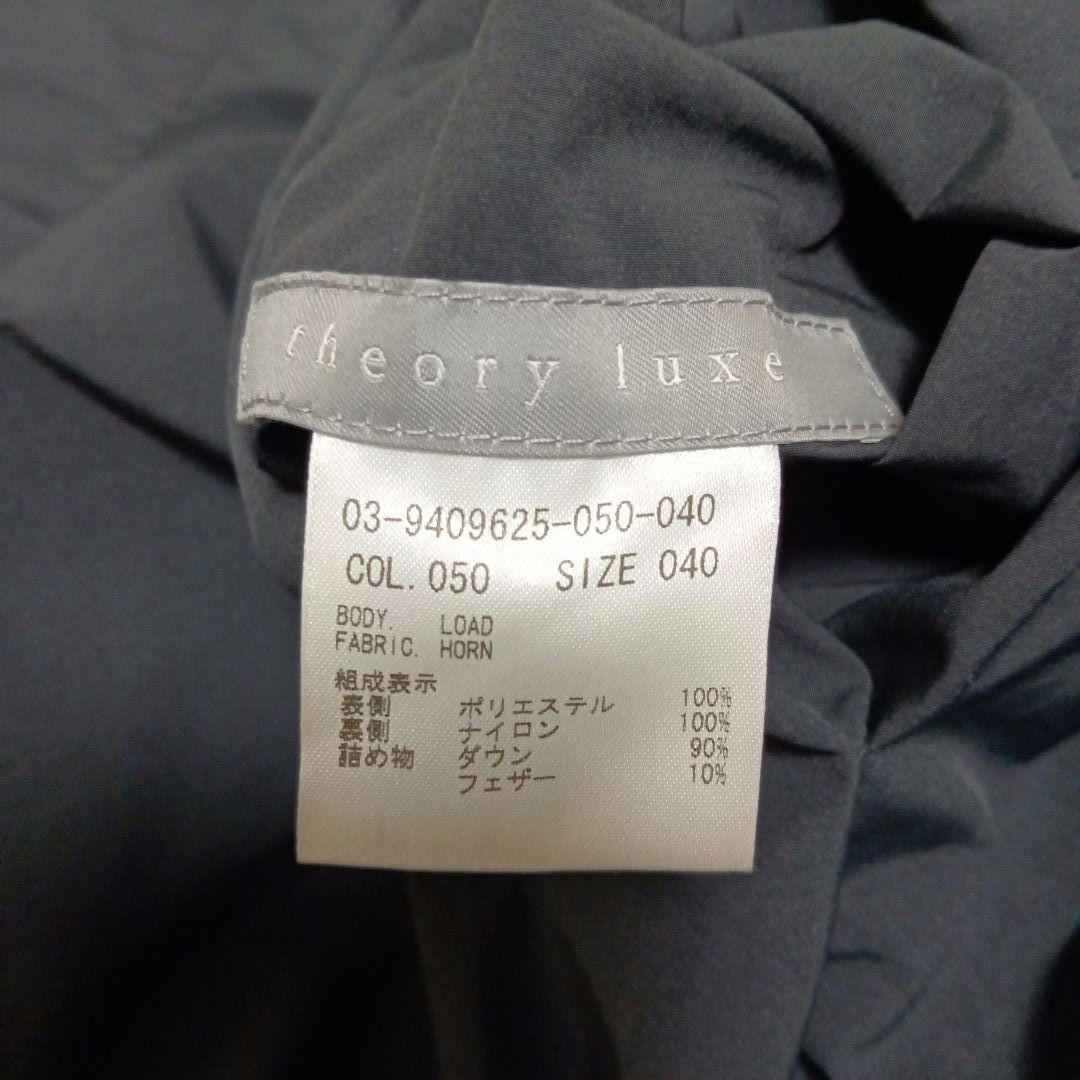 theory luxe
03-9409625-050-040
COL. 050 SIZE 040
BODY. LOAD
FABRIC. HORN
組成表示
表側 ポリエステル 100%
裏側 ナイロン 100%
詰め物 ダウン 90%
フェザー 10%